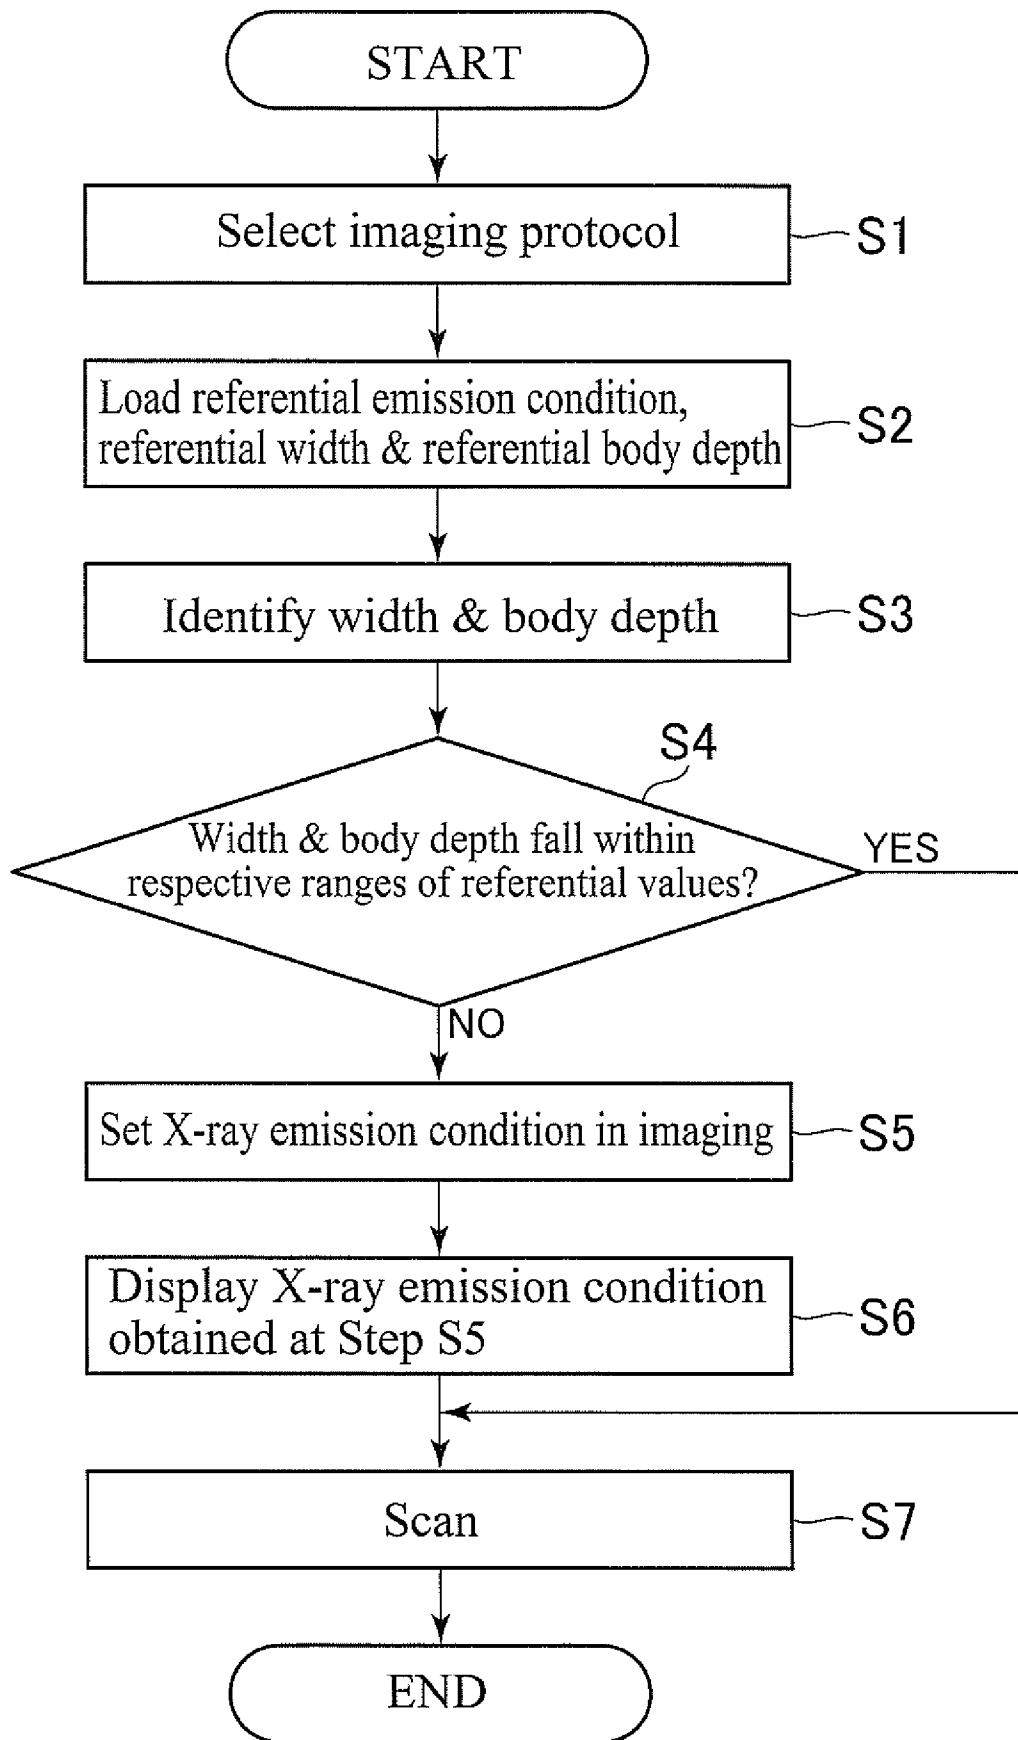 START
Select imaging protocol
S1
Load referential emission condition,
referential width & referential body depth
S2
Identify width & body depth
S3
S4
Width & body depth fall within
respective ranges of referential values?
YES
NO
Set X-ray emission condition in imaging
S5
Display X-ray emission condition
obtained at Step S5
S6
Scan
S7
END